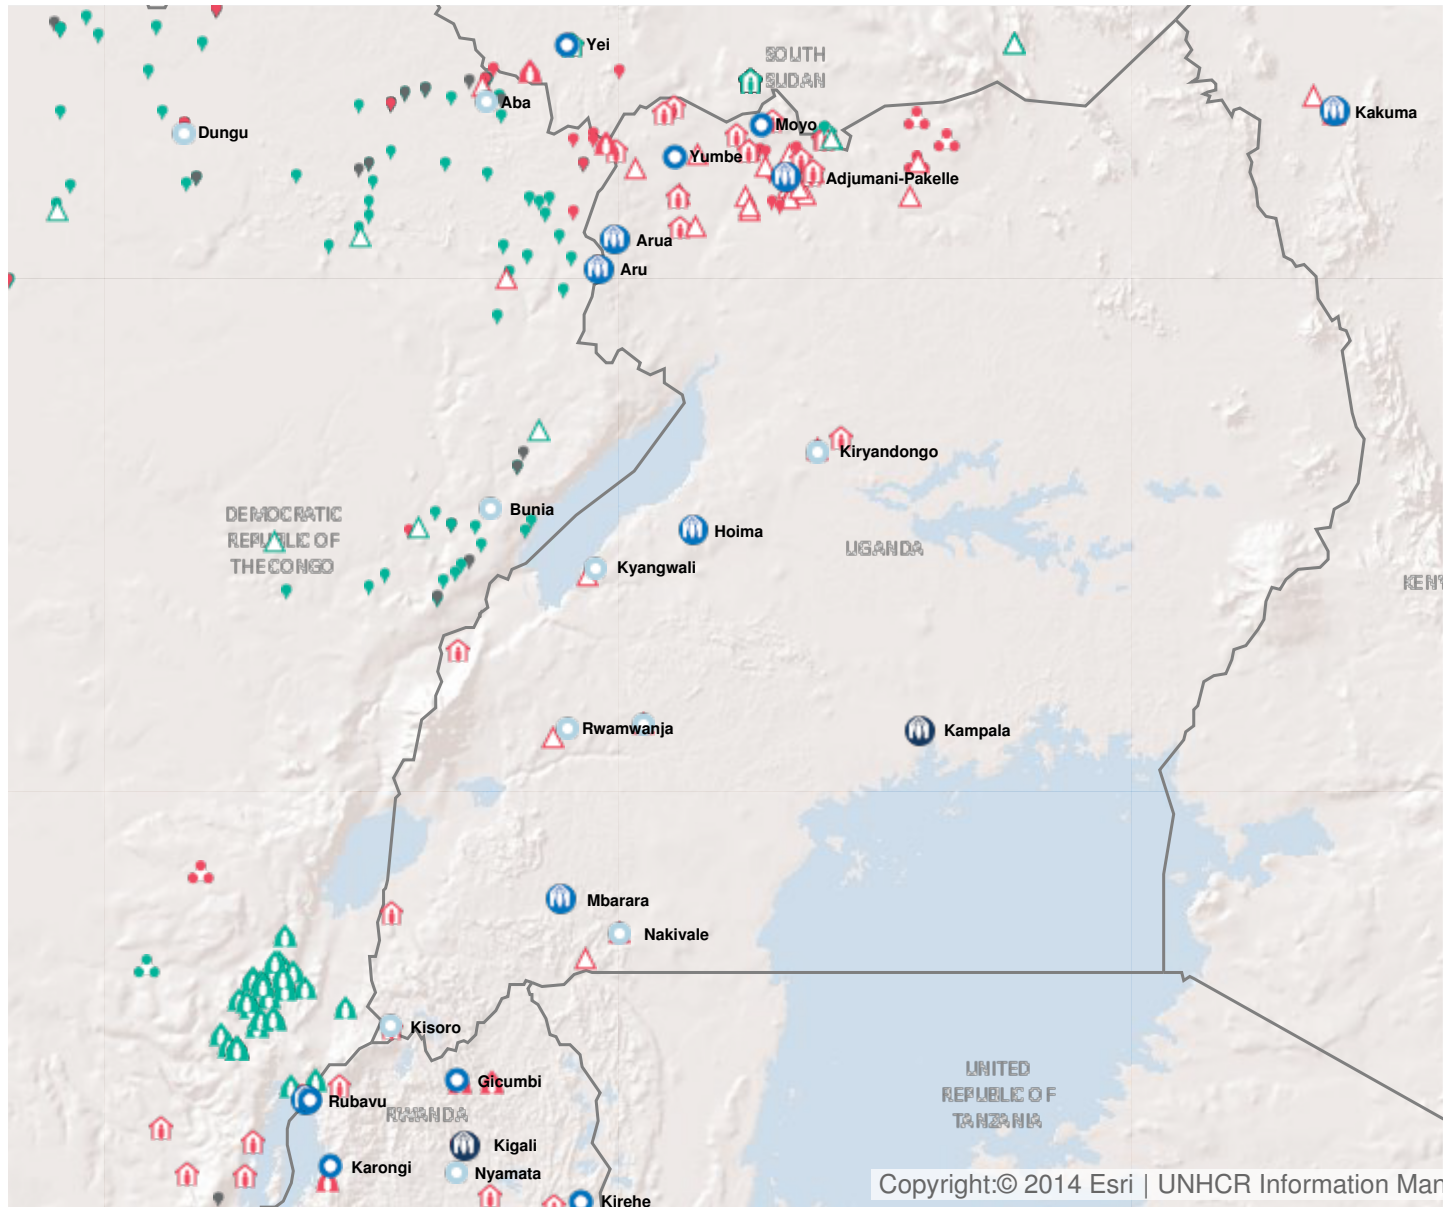 Yei
SOUTH
SUDAN
Aba
Kakuma
Dungu
Moyo
Yumbe
Adjumani-Pakelle
Arua
Aru
Kiryandongo
Bunia
DEMOCRATIC
REPUBLIC OF
THE CONGO
Hoima
UGANDA
Kyangwali
KENY
Rwamwanja
Kampala
Mbarara
Nakivale
Kisoro
Gicumbi
UNITED
REPUBLIC OF
TANZANIA
Rubavu
RWANDA
Kigali
Karongi
Nyamata
Kirehe
Copyright:© 2014 Esri | UNHCR Information Man